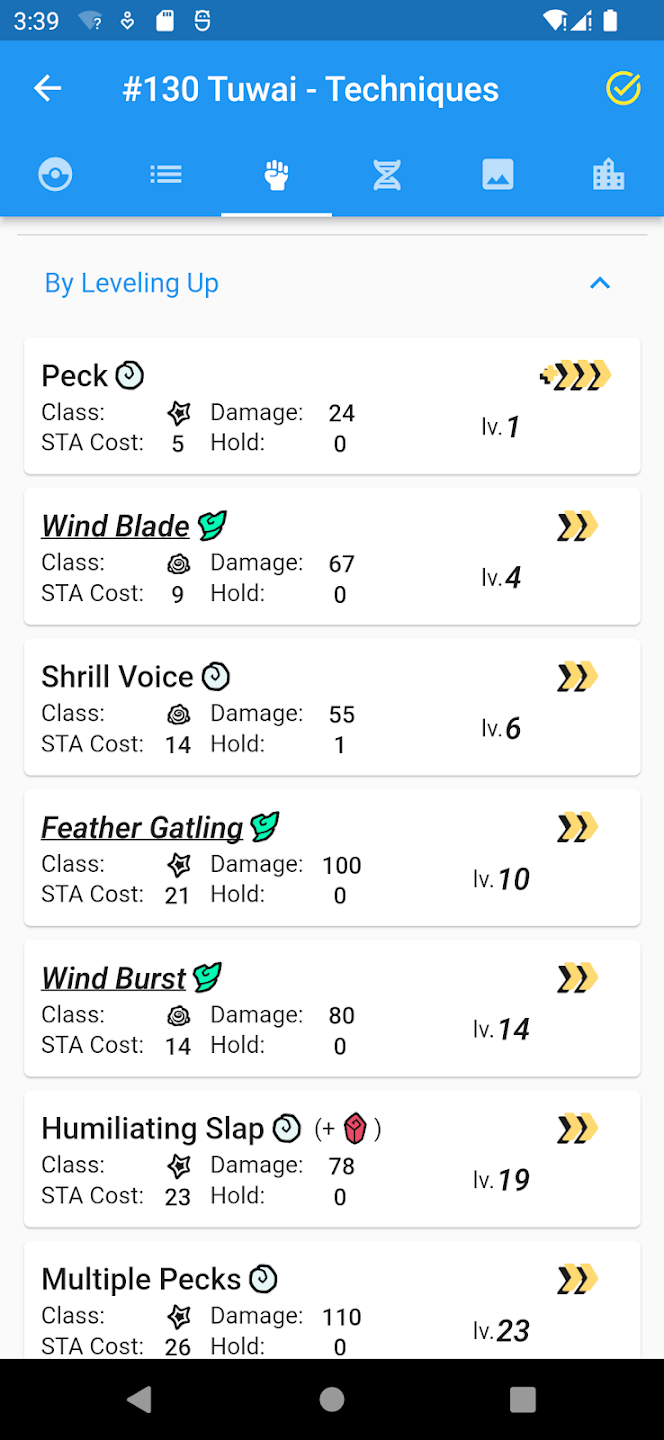 3:39
#130 Tuwai - Techniques
By Leveling Up
Peck
Class: Damage: 24
STA Cost: 5 Hold: 0
lv. 1
Wind Blade
Class: Damage: 67
STA Cost: 9 Hold: 0
lv. 4
Shrill Voice
Class: Damage: 55
STA Cost: 14 Hold: 1
lv. 6
Feather Gatling
Class: Damage: 100
STA Cost: 21 Hold: 0
lv. 10
Wind Burst
Class: Damage: 80
STA Cost: 14 Hold: 0
lv. 14
Humiliating Slap (+ )
Class: Damage: 78
STA Cost: 23 Hold: 0
lv. 19
Multiple Pecks
Class: Damage: 110
STA Cost: 26 Hold: 0
lv. 23